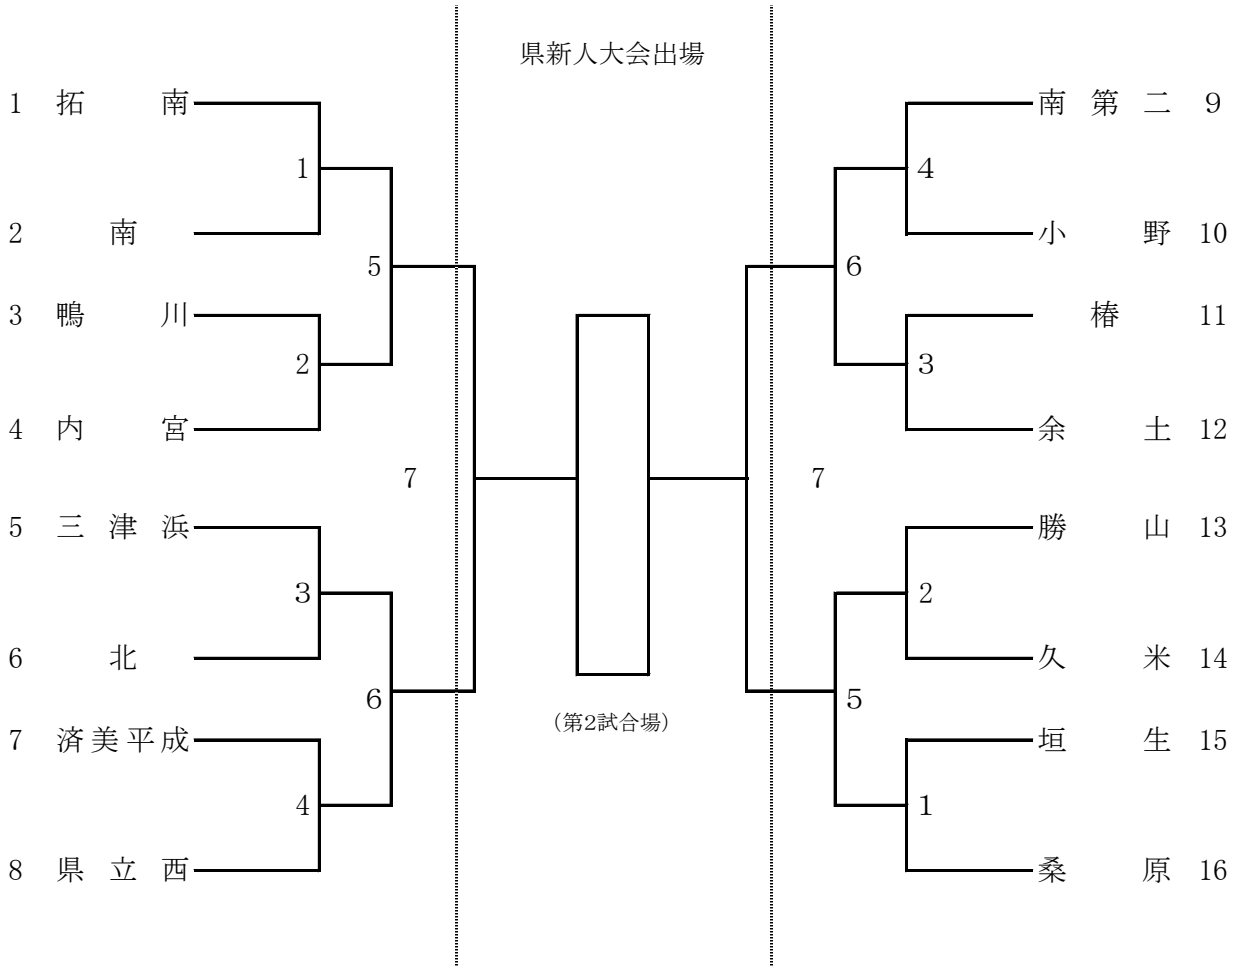 県新人大会出場
1 拓南 南第二 9
1 4
2 南 小野 10
5 6
3 鴨川 椿 11
2 3
4 内宮 余土 12
7 7
5 三津浜 勝山 13
3 2
6 北 久米 14
6 5
(第2試合場)
7 済美平成 垣生 15
4 1
8 県立西 桑原 16